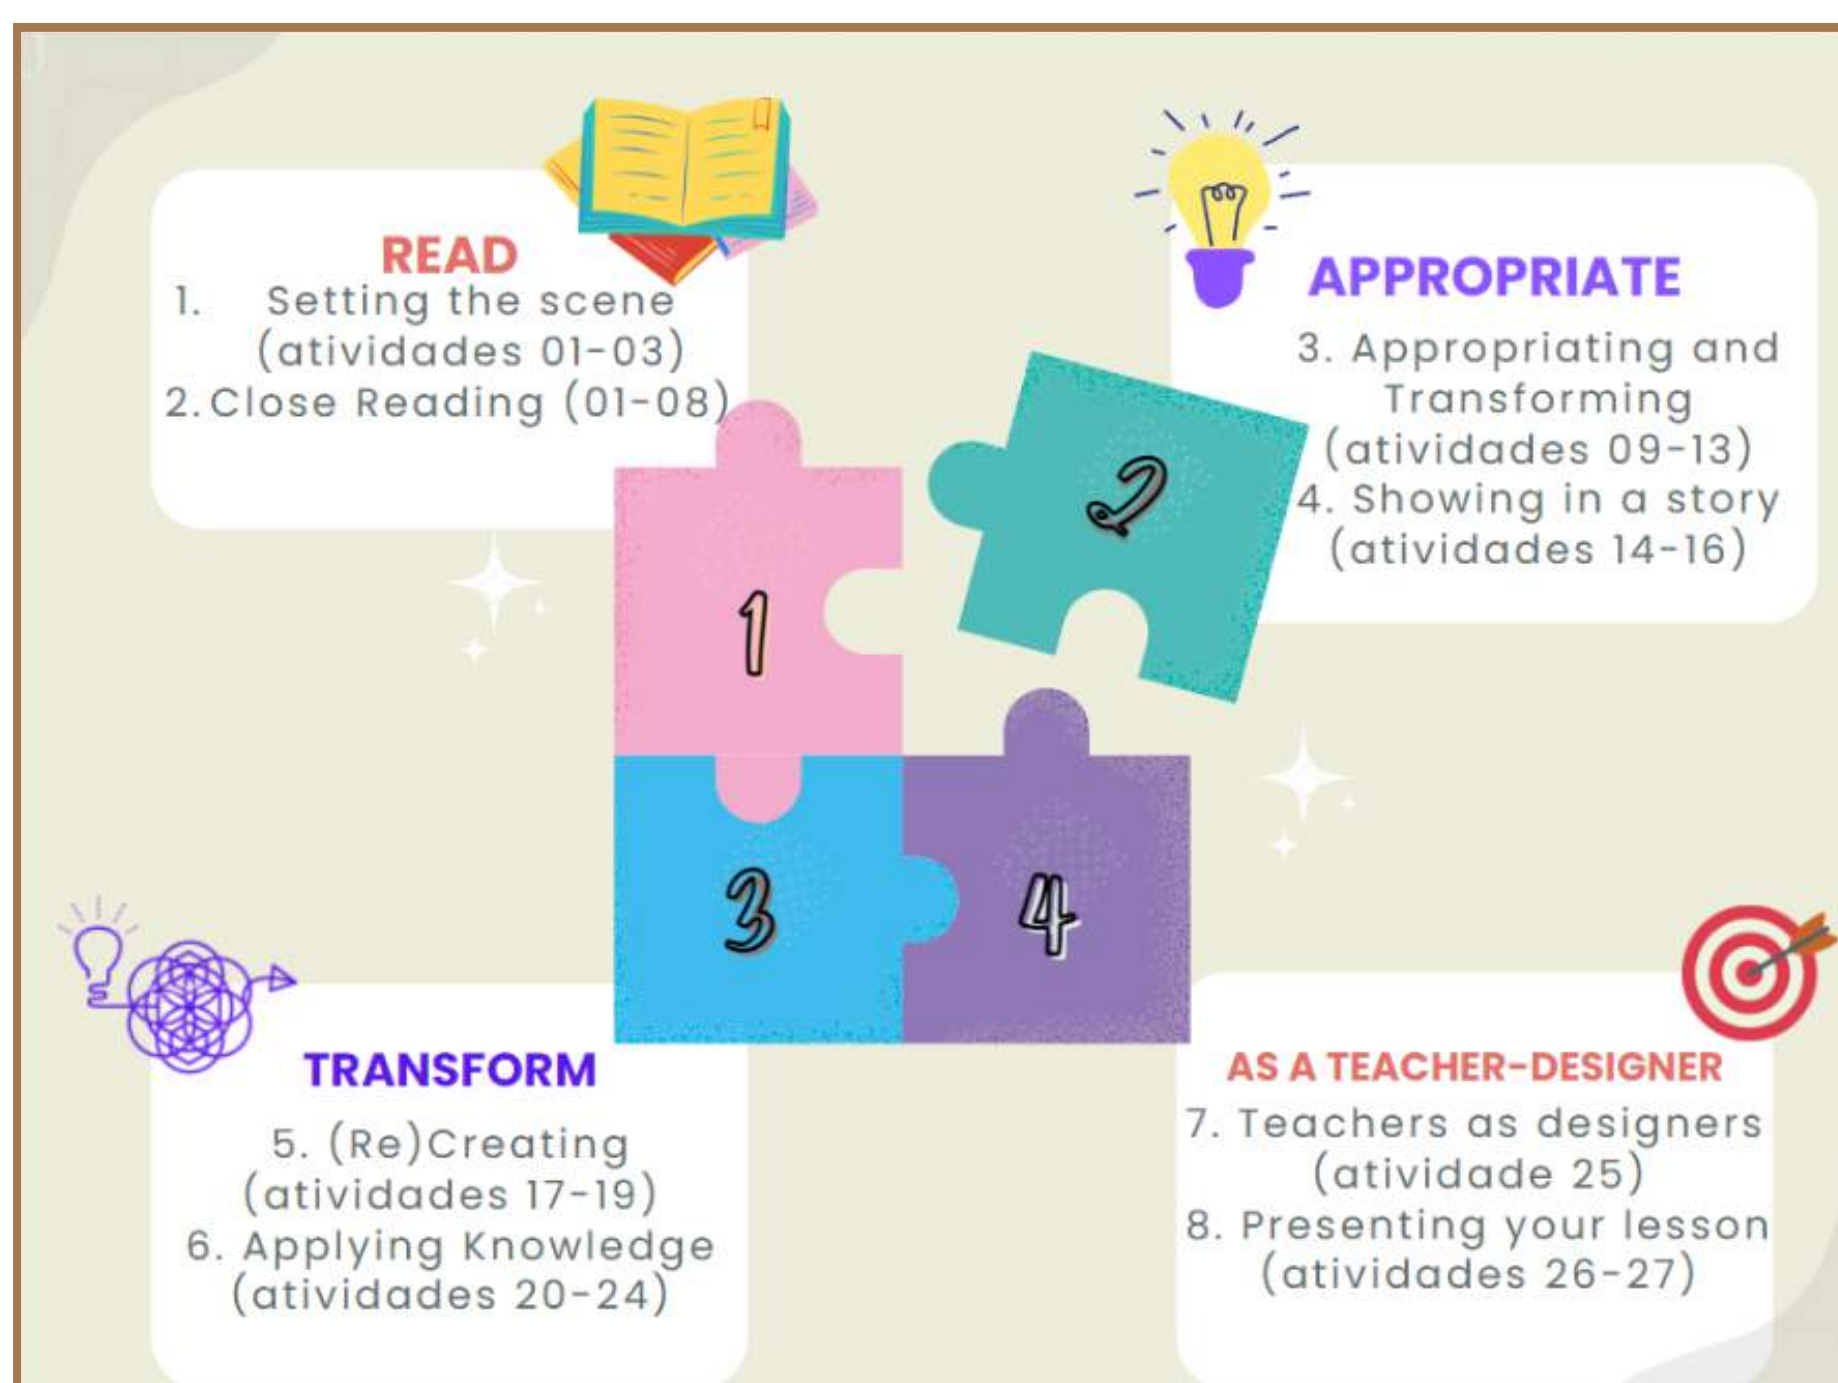 READ
1. Setting the scene
(atividades 01-03)
2. Close Reading (01-08)
APPROPRIATE
3. Appropriating and
Transforming
(atividades 09-13)
4. Showing in a story
(atividades 14-16)
1
2
3
4
TRANSFORM
5. (Re)Creating
(atividades 17-19)
6. Applying Knowledge
(atividades 20-24)
AS A TEACHER-DESIGNER
7. Teachers as designers
(atividade 25)
8. Presenting your lesson
(atividades 26-27)